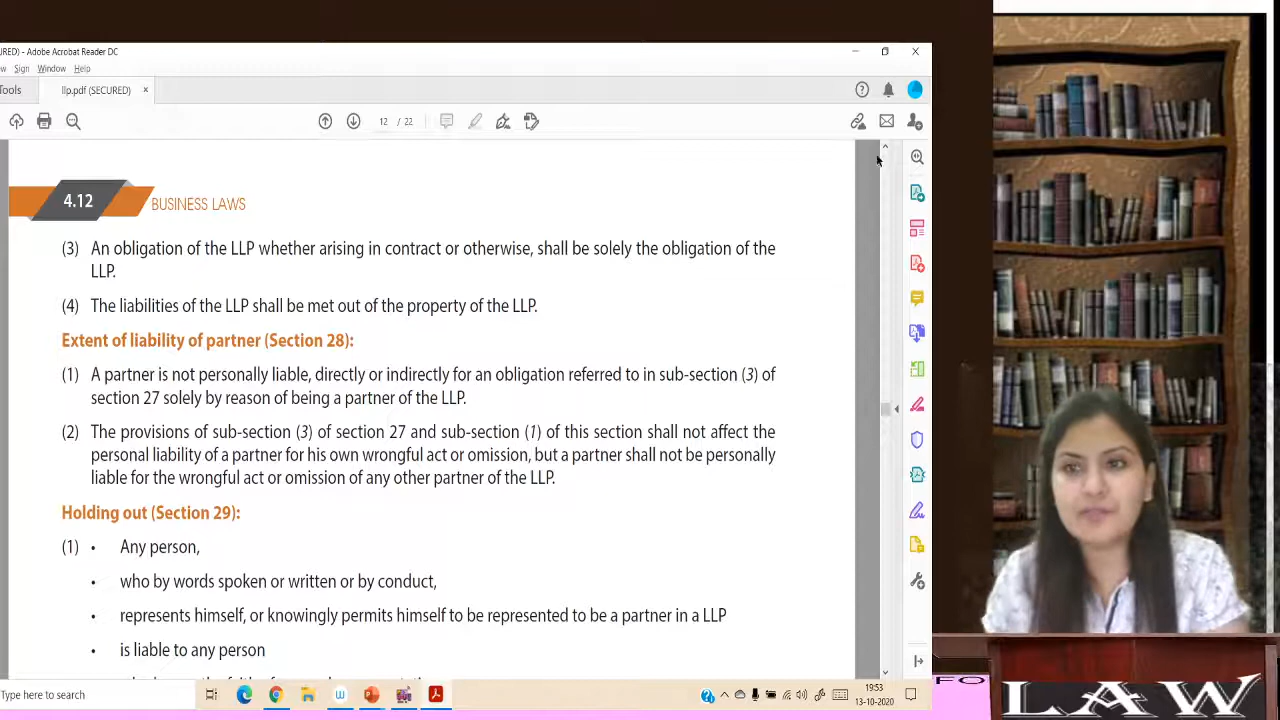 RED) - Adobe Acrobat Reader DC
w Sign Window Help
Tools llp.pdf (SECURED) ×
12 / 22
4.12 BUSINESS LAWS
(3) An obligation of the LLP whether arising in contract or otherwise, shall be solely the obligation of the
LLP.
(4) The liabilities of the LLP shall be met out of the property of the LLP.
Extent of liability of partner (Section 28):
(1) A partner is not personally liable, directly or indirectly for an obligation referred to in sub-section (3) of
section 27 solely by reason of being a partner of the LLP.
(2) The provisions of sub-section (3) of section 27 and sub-section (1) of this section shall not affect the
personal liability of a partner for his own wrongful act or omission, but a partner shall not be personally
liable for the wrongful act or omission of any other partner of the LLP.
Holding out (Section 29):
(1) • Any person,
• who by words spoken or written or by conduct,
• represents himself, or knowingly permits himself to be represented to be a partner in a LLP
• is liable to any person
Type here to search
19:53
13-10-2020
FO
LAW